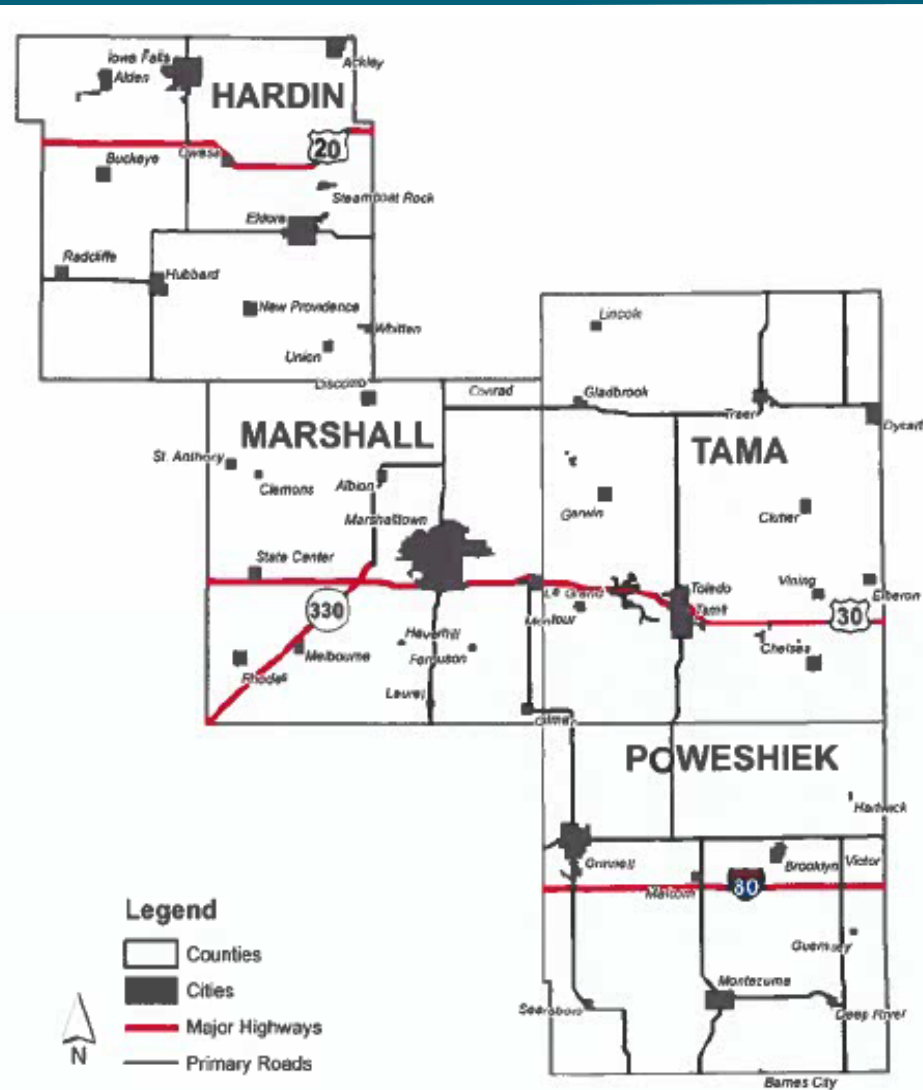 Iowa Falls
Ackley
Alden
HARDIN
20
Owasa
Buckeye
Steamboat Rock
Eldora
Radcliffe
Hubbard
New Providence
Whitten
Union
Lincoln
Liscomb
Conrad
Gladbrook
Traer
Dysart
MARSHALL
TAMA
St. Anthony
Clemons
Albion
Marshalltown
Garwin
Clutier
State Center
Le Grand
Toledo
Vining
Elberon
330
Montour
Tama
30
Haverhill
Melbourne
Ferguson
Chelsea
Rhodes
Laurel
Gilman
POWESHIEK
Hartwick
Grinnell
Brooklyn
Victor
Malcom
80
Guernsey
Montezuma
Searsboro
Deep River
Barnes City
Legend
Counties
Cities
Major Highways
Primary Roads
N